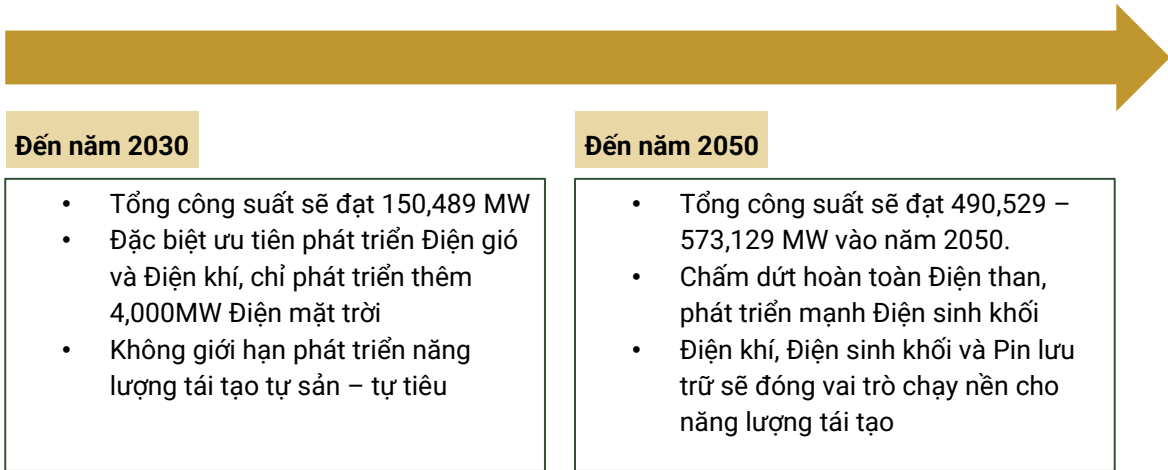 Đến năm 2030
• Tổng công suất sẽ đạt 150,489 MW
• Đặc biệt ưu tiên phát triển Điện gió
và Điện khí, chỉ phát triển thêm
4,000MW Điện mặt trời
• Không giới hạn phát triển năng
lượng tái tạo tự sản – tự tiêu
Đến năm 2050
• Tổng công suất sẽ đạt 490,529 –
573,129 MW vào năm 2050.
• Chấm dứt hoàn toàn Điện than,
phát triển mạnh Điện sinh khối
• Điện khí, Điện sinh khối và Pin lưu
trữ sẽ đóng vai trò chạy nền cho
năng lượng tái tạo